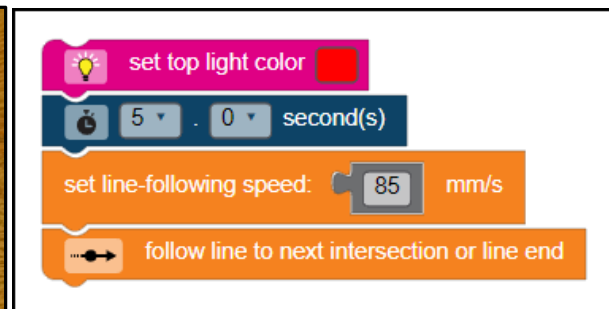 set top light color
5 . 0 second(s)
set line-following speed: 85 mm/s
follow line to next intersection or line end